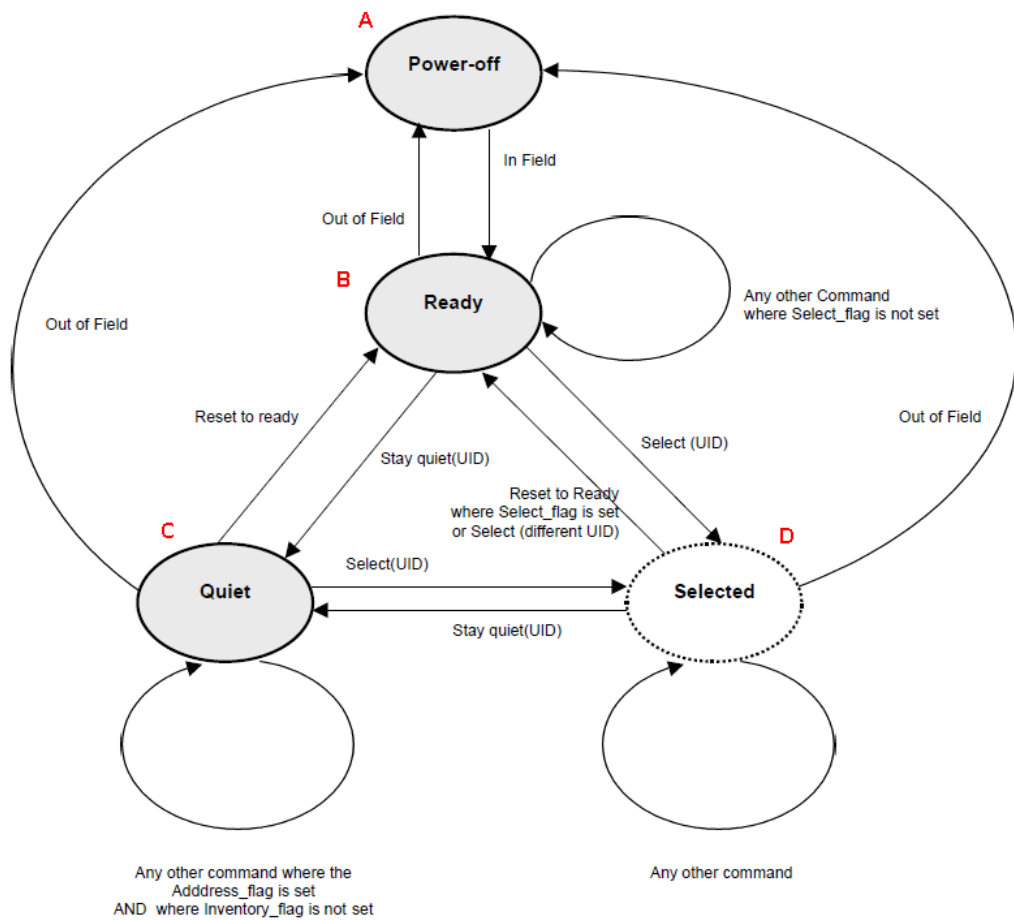 A
Power-off
In Field
Out of Field
B
Ready
Any other Command
where Select_flag is not set
Out of Field
Reset to ready
Out of Field
Select (UID)
Stay quiet(UID)
Reset to Ready
where Select_flag is set
or Select (different UID)
C
D
Select(UID)
Quiet
Selected
Stay quiet(UID)
Any other command where the
Adddress_flag is set
AND where Inventory_flag is not set
Any other command